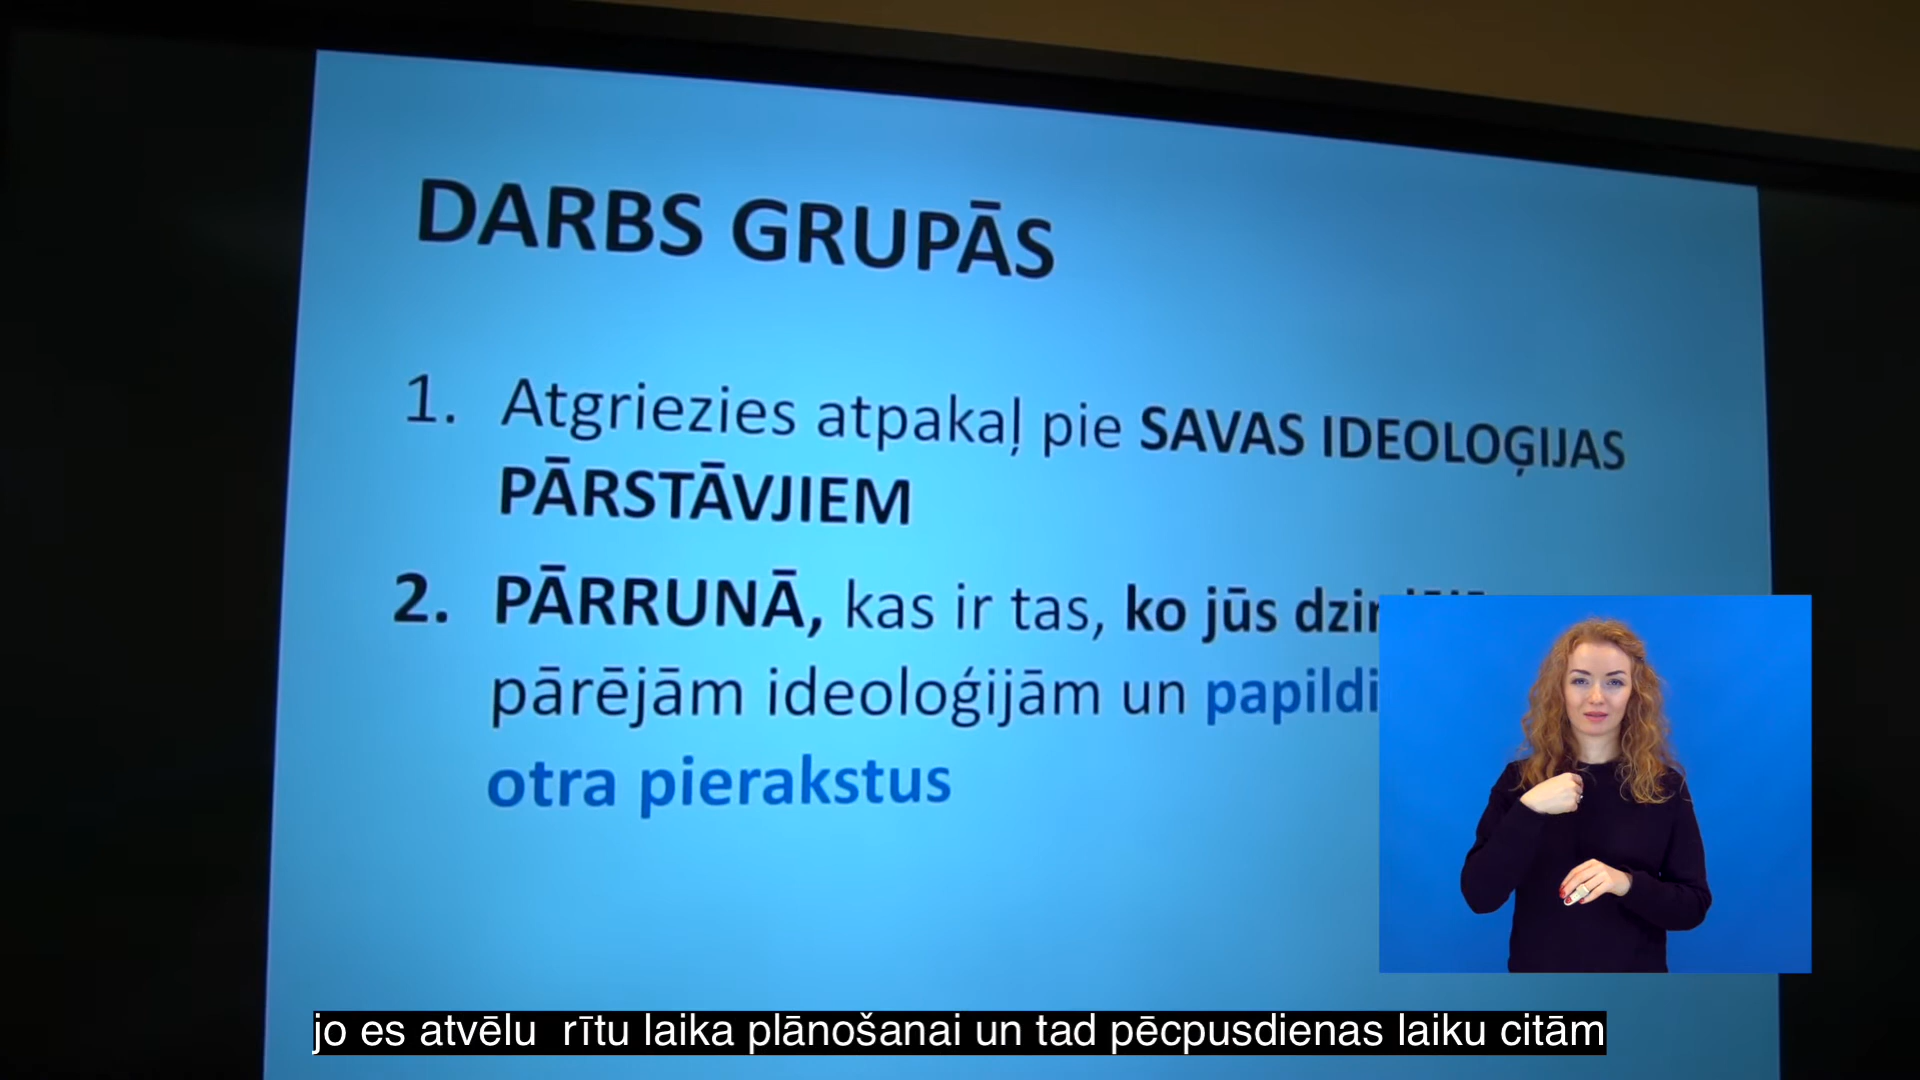 DARBS GRUPĀS
1. Atgriezies atpakaļ pie SAVAS IDEOLOĢIJAS
PĀRSTĀVJIEM
2. PĀRRUNĀ, kas ir tas, ko jūs
pārējām ideoloģijām un
otra pierakstus
jo es atvēlu rītu laika plānošanai un tad pēcpusdienas laiku citām